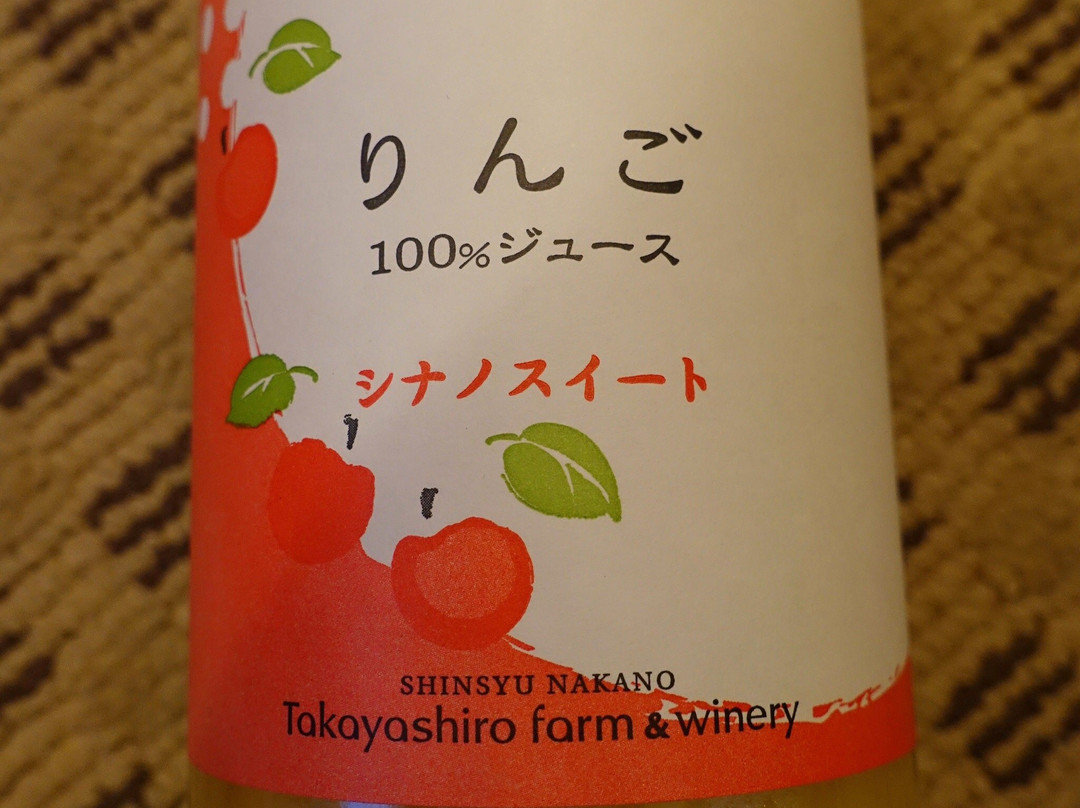 りんご
100%ジュース
シナノスイート
SHINSYU NAKANO
Takayashiro farm & winery